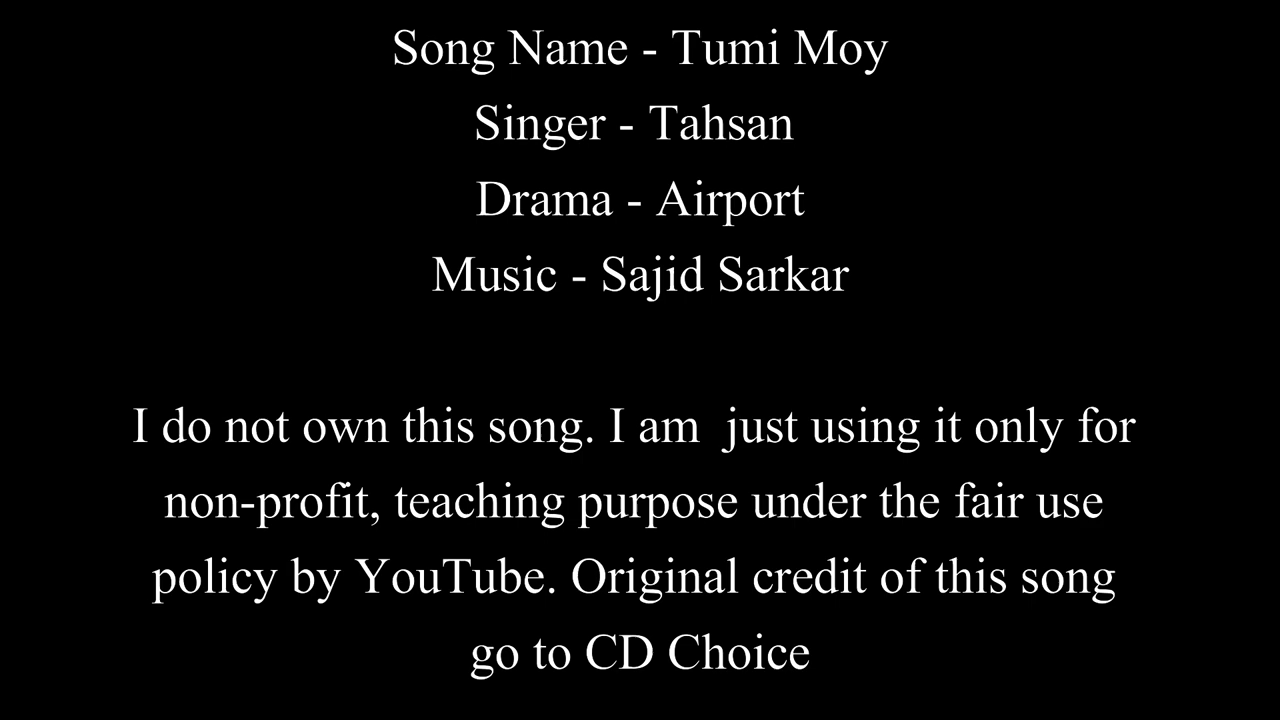 Song Name - Tumi Moy
Singer - Tahsan
Drama - Airport
Music - Sajid Sarkar
I do not own this song. I am  just using it only for
non-profit, teaching purpose under the fair use
policy by YouTube. Original credit of this song
go to CD Choice